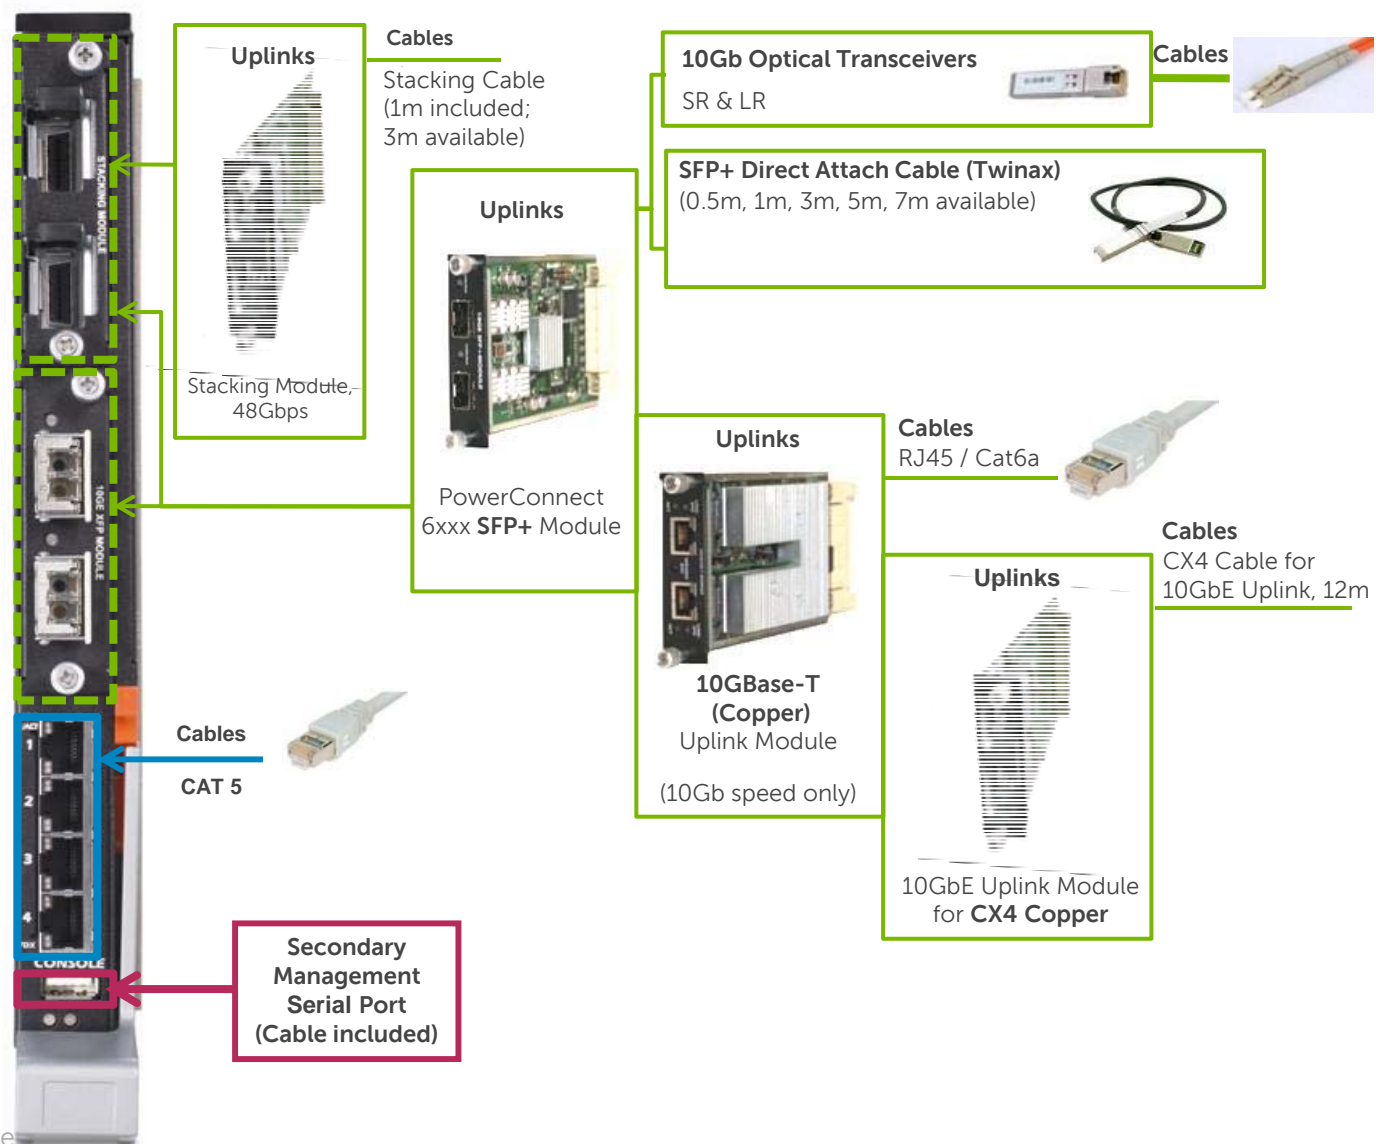 Uplinks
Stacking Module,
48Gbps
Cables
Stacking Cable
(1m included;
3m available)
Uplinks
PowerConnect
6xxx SFP+ Module
10Gb Optical Transceivers
SR & LR
Cables
SFP+ Direct Attach Cable (Twinax)
(0.5m, 1m, 3m, 5m, 7m available)
Uplinks
10GBase-T
(Copper)
Uplink Module
(10Gb speed only)
Cables
RJ45 / Cat6a
Uplinks
10GbE Uplink Module
for CX4 Copper
Cables
CX4 Cable for
10GbE Uplink, 12m
STACKING MODULE
10GE XFP MODULE
1
2
3
4
Cables
CAT 5
CONSOLE
Secondary
Management
Serial Port
(Cable included)
e